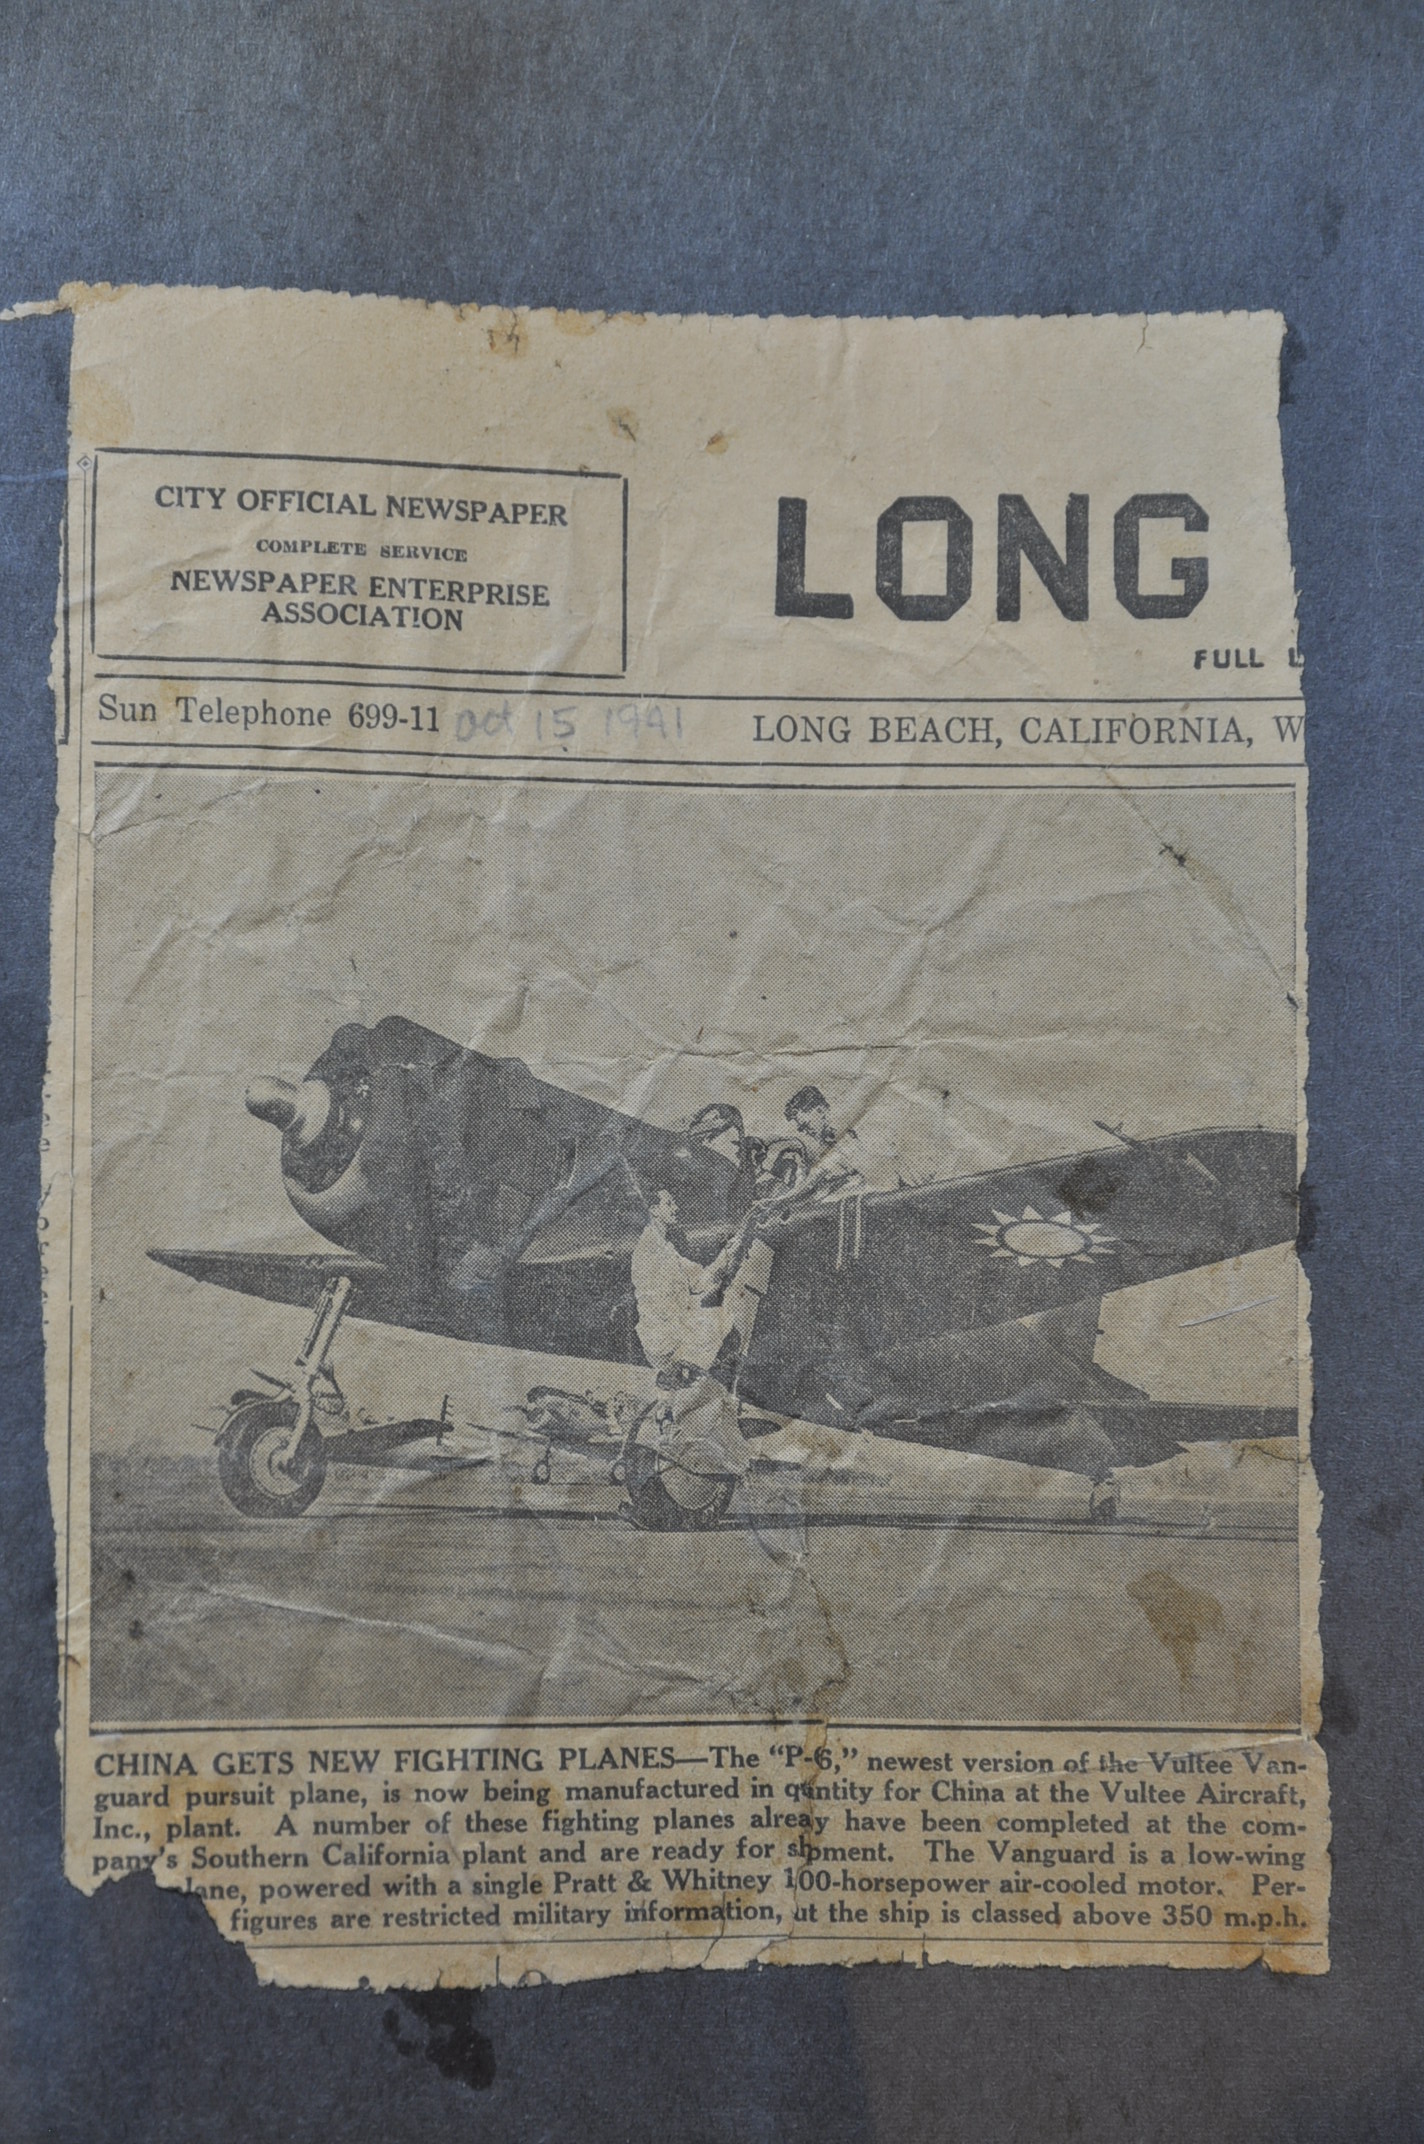 CITY OFFICIAL NEWSPAPER
COMPLETE SERVICE
NEWSPAPER ENTERPRISE
ASSOCIATION
LONG
FULL L
Sun Telephone 699-11 Oct 15 1941 LONG BEACH, CALIFORNIA, W
CHINA GETS NEW FIGHTING PLANES—The "P-6," newest version of the Vultee Van-
guard pursuit plane, is now being manufactured in quntity for China at the Vultee Aircraft,
Inc., plant. A number of these fighting planes alreay have been completed at the com-
pany's Southern California plant and are ready for shpment. The Vanguard is a low-wing
lane, powered with a single Pratt & Whitney 100-horsepower air-cooled motor. Per-
figures are restricted military information, ut the ship is classed above 350 m.p.h.